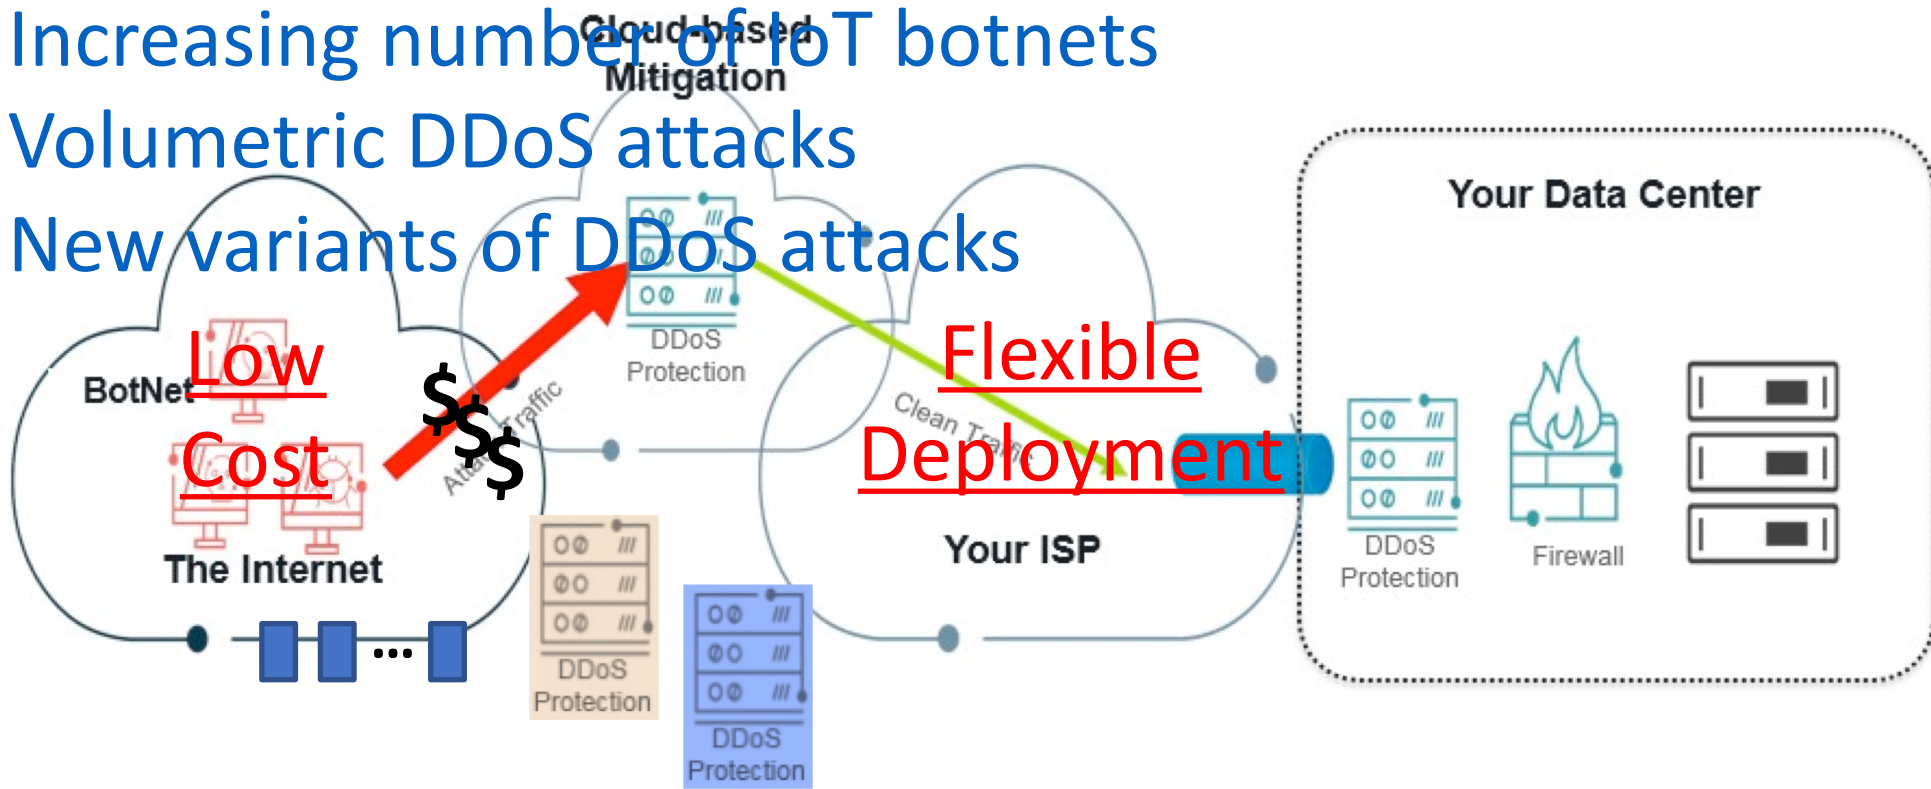 Increasing number of IoT botnets
Volumetric DDoS attacks
New variants of DDoS attacks
Cloud-based
Mitigation
Your Data Center
DDoS
Protection
Low
Cost
BotNet
$
$
$
Attack Traffic
The Internet
Flexible
Deployment
Clean Traffic
Your ISP
DDoS
Protection
Firewall
...
DDoS
Protection
DDoS
Protection